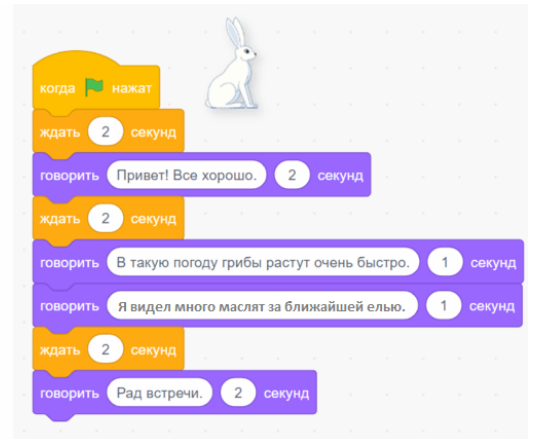 когда нажат
ждать 2 секунд
говорить Привет! Все хорошо. 2 секунд
ждать 2 секунд
говорить В такую погоду грибы растут очень быстро. 1 секунд
говорить Я видел много маслят за ближайшей елью. 1 секунд
ждать 2 секунд
говорить Рад встречи. 2 секунд